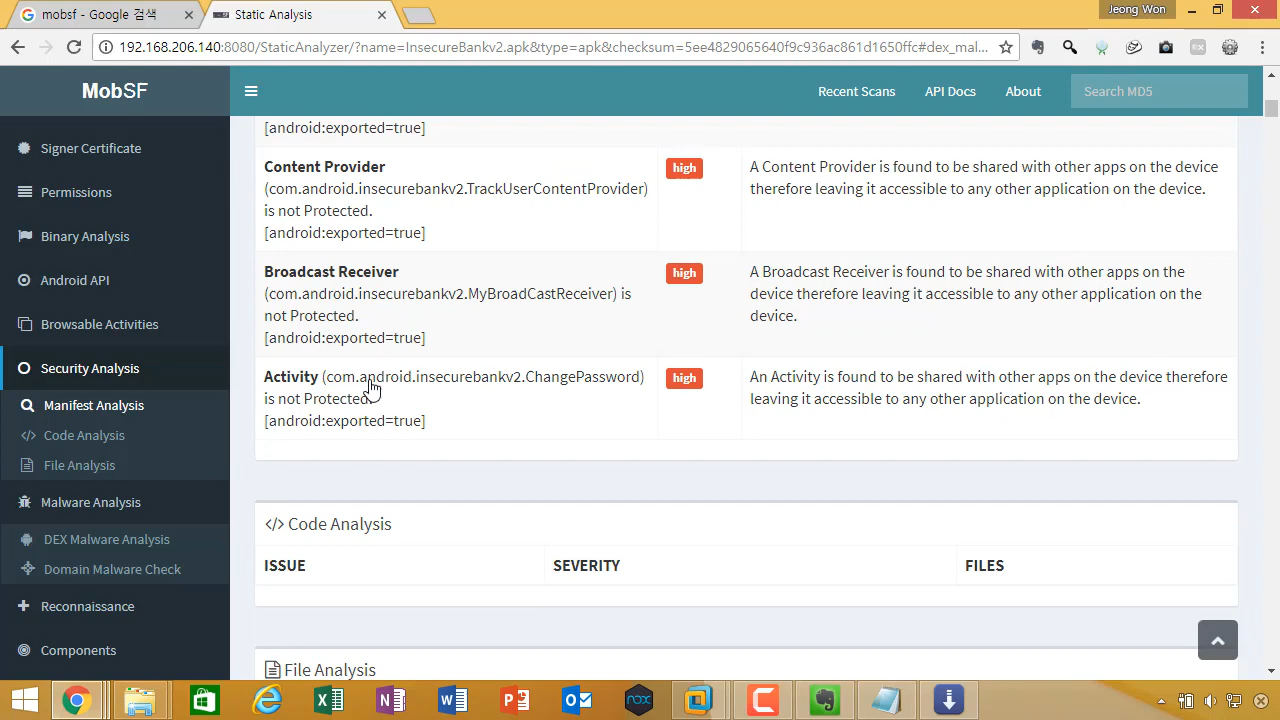 mobsf - Google 검색
Static Analysis
Jeong Won
192.168.206.140:8080/StaticAnalyzer/?name=InsecureBankv2.apk&type=apk&checksum=5ee4829065640f9c936ac861d1650ffc#dex_mal...
MobSF
Recent Scans
API Docs
About
Search MD5
Signer Certificate
Permissions
Binary Analysis
Android API
Browsable Activities
Security Analysis
Manifest Analysis
Code Analysis
File Analysis
Malware Analysis
DEX Malware Analysis
Domain Malware Check
Reconnaissance
Components
[android:exported=true]
Content Provider
(com.android.insecurebankv2.TrackUserContentProvider)
is not Protected.
[android:exported=true]
high
A Content Provider is found to be shared with other apps on the device
therefore leaving it accessible to any other application on the device.
Broadcast Receiver
(com.android.insecurebankv2.MyBroadCastReceiver) is
not Protected.
[android:exported=true]
high
A Broadcast Receiver is found to be shared with other apps on the
device therefore leaving it accessible to any other application on the
device.
Activity (com.android.insecurebankv2.ChangePassword)
is not Protected.
[android:exported=true]
high
An Activity is found to be shared with other apps on the device therefore
leaving it accessible to any other application on the device.
</> Code Analysis
ISSUE
SEVERITY
FILES
File Analysis
nox